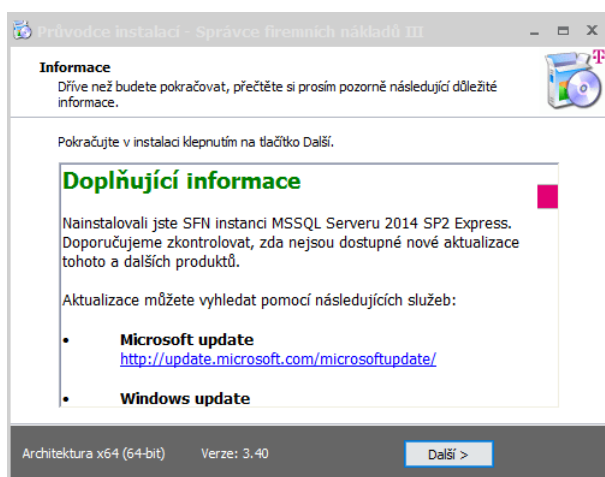 Průvodce instalací - Správce firemních nákladů III
Informace
Dříve než budete pokračovat, přečtěte si prosím pozorně následující důležité
informace.
Pokračujte v instalaci klepnutím na tlačítko Další.
Doplňující informace
Nainstalovali jste SFN instanci MSSQL Serveru 2014 SP2 Express.
Doporučujeme zkontrolovat, zda nejsou dostupné nové aktualizace
tohoto a dalších produktů.
Aktualizace můžete vyhledat pomocí následujících služeb:
• Microsoft update
http://update.microsoft.com/microsoftupdate/
• Windows update
Architektura x64 (64-bit) Verze: 3.40 Další >